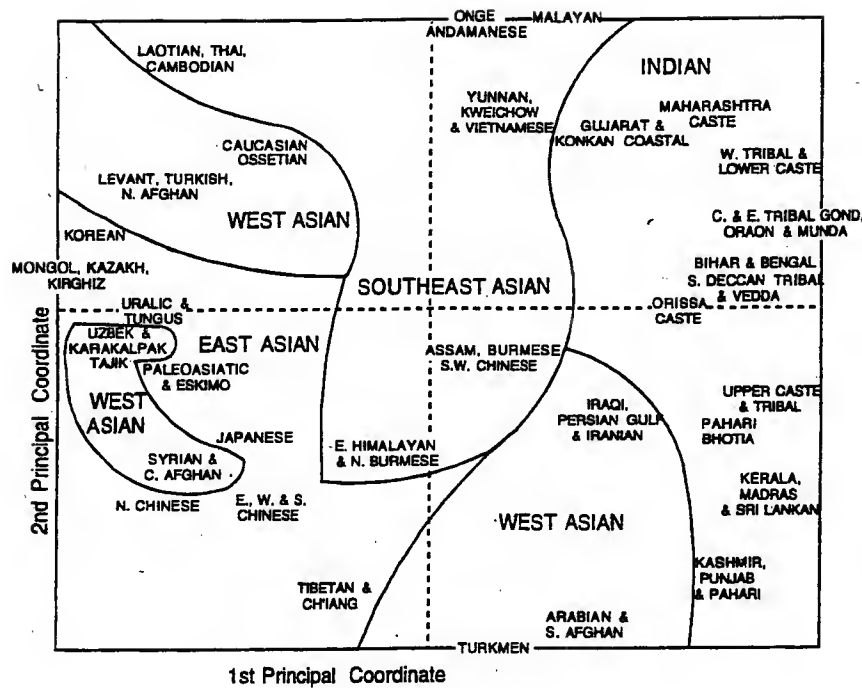 ONGE
ANDAMANESE
MALAYAN
LAOTIAN, THAI,
CAMBODIAN
INDIAN
YUNNAN,
KWEICHOW
& VIETNAMESE
MAHARASHTRA
CASTE
GUJARAT &
KONKAN COASTAL
CAUCASIAN
OSSETIAN
W. TRIBAL &
LOWER CASTE
LEVANT, TURKISH,
N. AFGHAN
WEST ASIAN
C. & E. TRIBAL GOND,
ORAON & MUNDA
KOREAN
MONGOL, KAZAKH,
KIRGHIZ
BIHAR & BENGAL
S. DECCAN TRIBAL
& VEDDA
SOUTHEAST ASIAN
ORISSA
CASTE
URALIC &
TUNGUS
UZBEK &
KARAKALPAK
TAJIK
EAST ASIAN
PALEOASIATIC
& ESKIMO
ASSAM, BURMESE
S.W. CHINESE
WEST
ASIAN
IRAQI,
PERSIAN GULF
& IRANIAN
UPPER CASTE
& TRIBAL
PAHARI
BHOTIA
JAPANESE
SYRIAN &
C. AFGHAN
E. HIMALAYAN
& N. BURMESE
N. CHINESE
E., W. & S.
CHINESE
KERALA,
MADRAS
& SRI LANKAN
WEST ASIAN
KASHMIR,
PUNJAB
& PAHARI
TIBETAN &
CH'IANG
ARABIAN &
S. AFGHAN
TURKMEN
2nd Principal Coordinate
1st Principal Coordinate